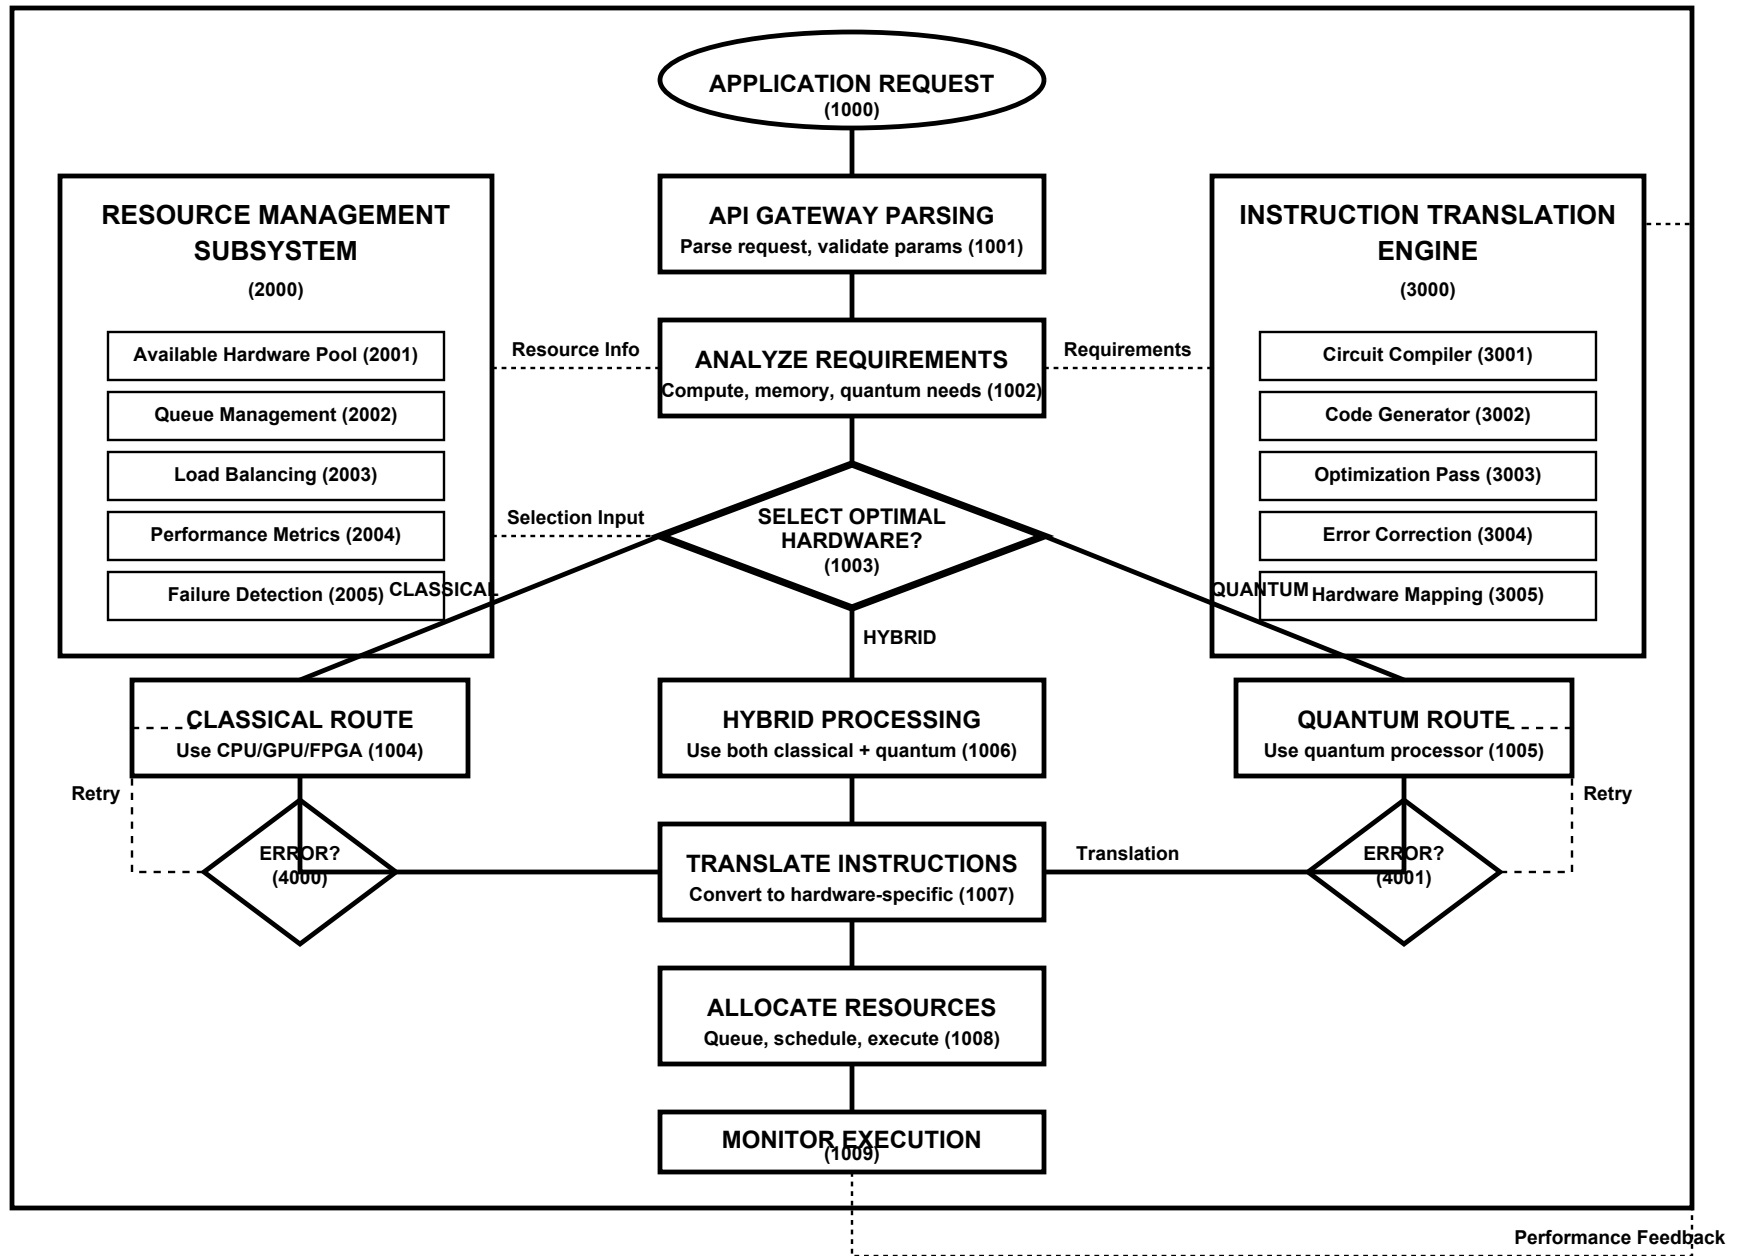 APPLICATION REQUEST
(1000)
API GATEWAY PARSING
Parse request, validate params (1001)
RESOURCE MANAGEMENT
SUBSYSTEM
(2000)
Available Hardware Pool (2001)
Queue Management (2002)
Load Balancing (2003)
Performance Metrics (2004)
Failure Detection (2005)
INSTRUCTION TRANSLATION
ENGINE
(3000)
Circuit Compiler (3001)
Code Generator (3002)
Optimization Pass (3003)
Error Correction (3004)
Hardware Mapping (3005)
Resource Info
ANALYZE REQUIREMENTS
Compute, memory, quantum needs (1002)
Requirements
Selection Input
SELECT OPTIMAL
HARDWARE?
(1003)
CLASSICAL
QUANTUM
HYBRID
CLASSICAL ROUTE
Use CPU/GPU/FPGA (1004)
HYBRID PROCESSING
Use both classical + quantum (1006)
QUANTUM ROUTE
Use quantum processor (1005)
Retry
Retry
ERROR?
(4000)
TRANSLATE INSTRUCTIONS
Convert to hardware-specific (1007)
Translation
ERROR?
(4001)
ALLOCATE RESOURCES
Queue, schedule, execute (1008)
MONITOR EXECUTION
(1009)
Performance Feedback